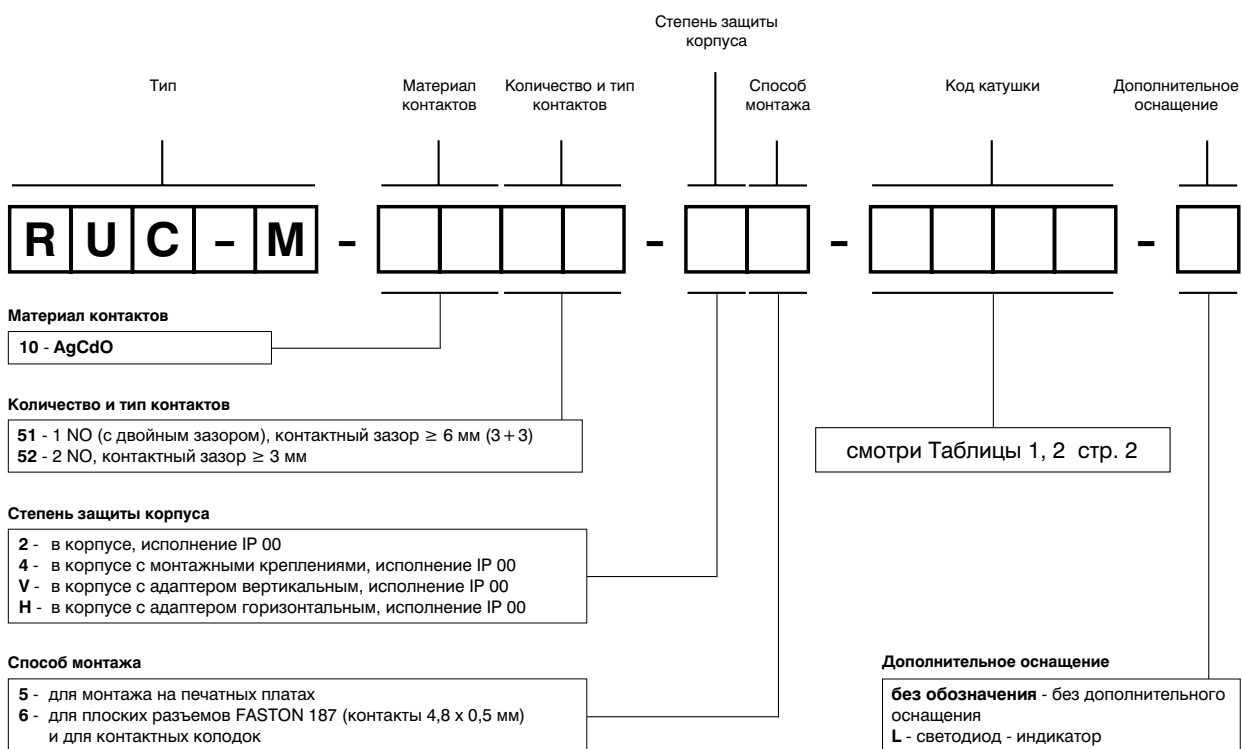 Степень защиты
корпуса
Тип
Материал
контактов
Количество и тип
контактов
Способ
монтажа
Код катушки
Дополнительное
оснащение
R U C - M - - - -
Материал контактов
10 - AgCdO
Количество и тип контактов
51 - 1 NO (с двойным зазором), контактный зазор ≥ 6 мм (3+3)
52 - 2 NO, контактный зазор ≥ 3 мм
смотри Таблицы 1, 2 стр. 2
Степень защиты корпуса
2 - в корпусе, исполнение IP 00
4 - в корпусе с монтажными креплениями, исполнение IP 00
V - в корпусе с адаптером вертикальным, исполнение IP 00
H - в корпусе с адаптером горизонтальным, исполнение IP 00
Способ монтажа
5 - для монтажа на печатных платах
6 - для плоских разъемов FASTON 187 (контакты 4,8 x 0,5 мм)
и для контактных колодок
Дополнительное оснащение
без обозначения - без дополнительного
оснащения
L - светодиод - индикатор